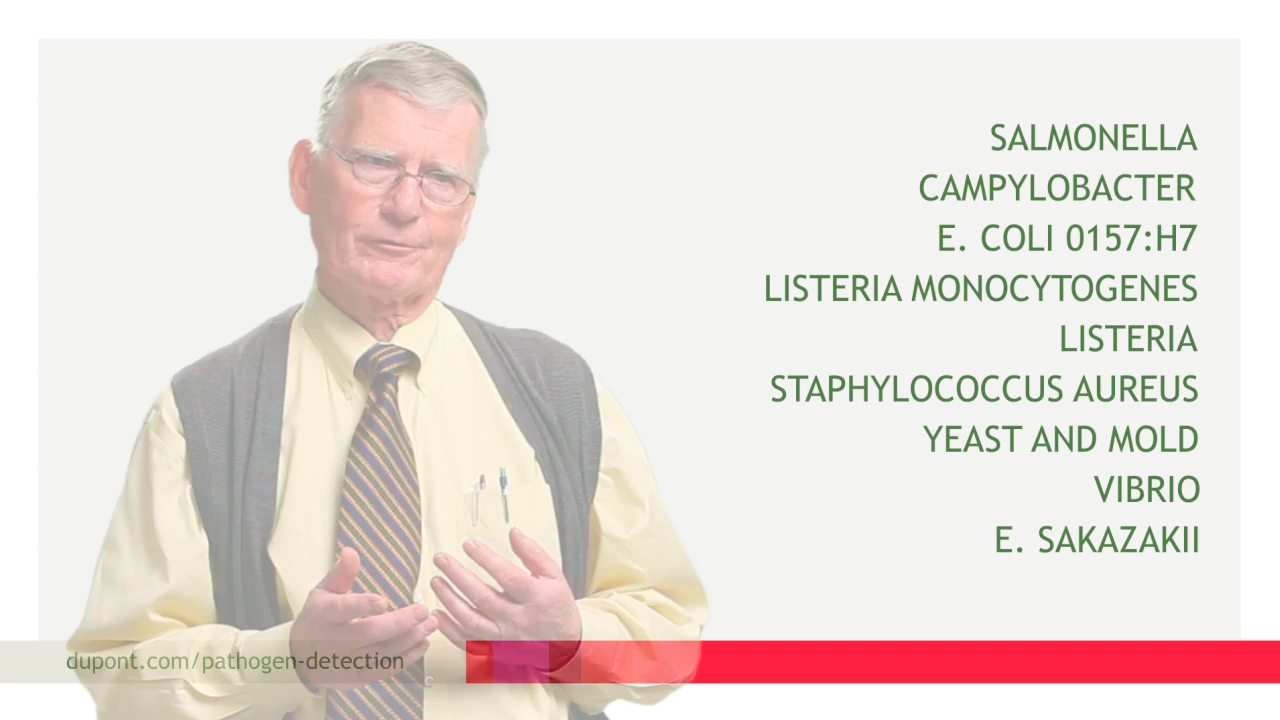 SALMONELLA
CAMPYLOBACTER
E. COLI 0157:H7
LISTERIA MONOCYTOGENES
LISTERIA
STAPHYLOCOCCUS AUREUS
YEAST AND MOLD
VIBRIO
E. SAKAZAKII
dupont.com/pathogen-detection